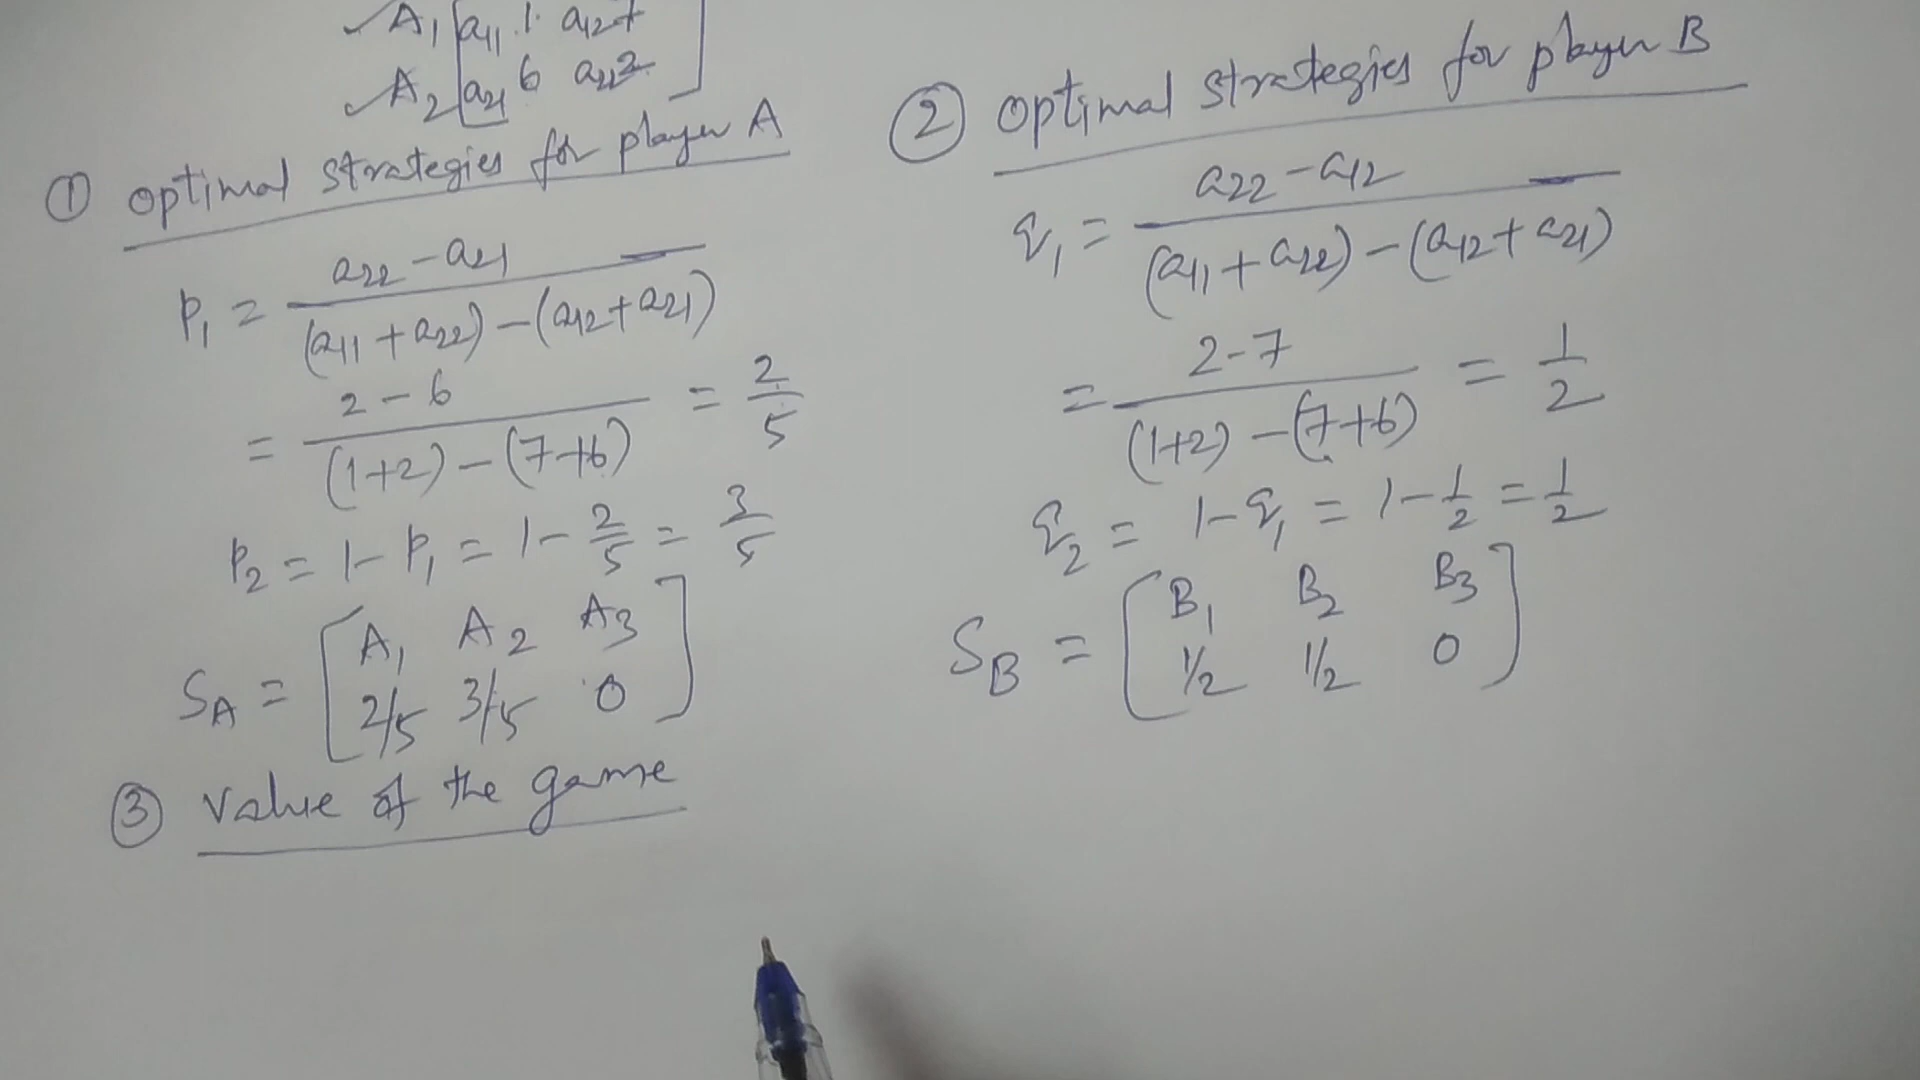 A1 [a11 1 a12 7
A2 [a21 6 a22 2 ]
① optimal strategies for player A
P1 = a22 - a21 / (a11 + a22) - (a12 + a21)
= 2 - 6 / (1+2) - (7+6) = 2/5
P2 = 1 - P1 = 1 - 2/5 = 3/5
SA = [ A1 A2 A3
2/5 3/5 0 ]
③ value of the game
② optimal strategies for player B
q1 = a22 - a12 / (a11 + a22) - (a12 + a21)
= 2-7 / (1+2) - (7+6) = 1/2
q2 = 1 - q1 = 1 - 1/2 = 1/2
SB = [ B1 B2 B3
1/2 1/2 0 ]